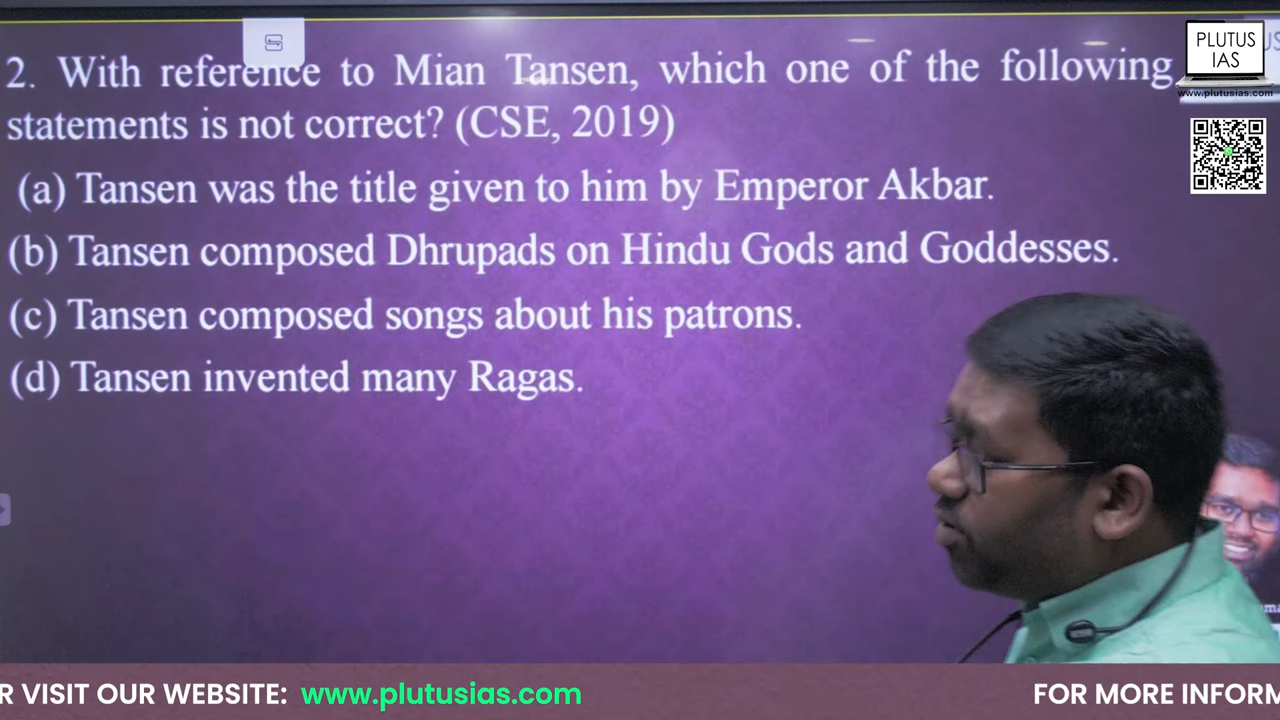 2. With reference to Mian Tansen, which one of the following
statements is not correct? (CSE, 2019)
(a) Tansen was the title given to him by Emperor Akbar.
(b) Tansen composed Dhrupads on Hindu Gods and Goddesses.
(c) Tansen composed songs about his patrons.
(d) Tansen invented many Ragas.
PLUTUS
IAS
www.plutusias.com
R VISIT OUR WEBSITE: www.plutusias.com
FOR MORE INFORM